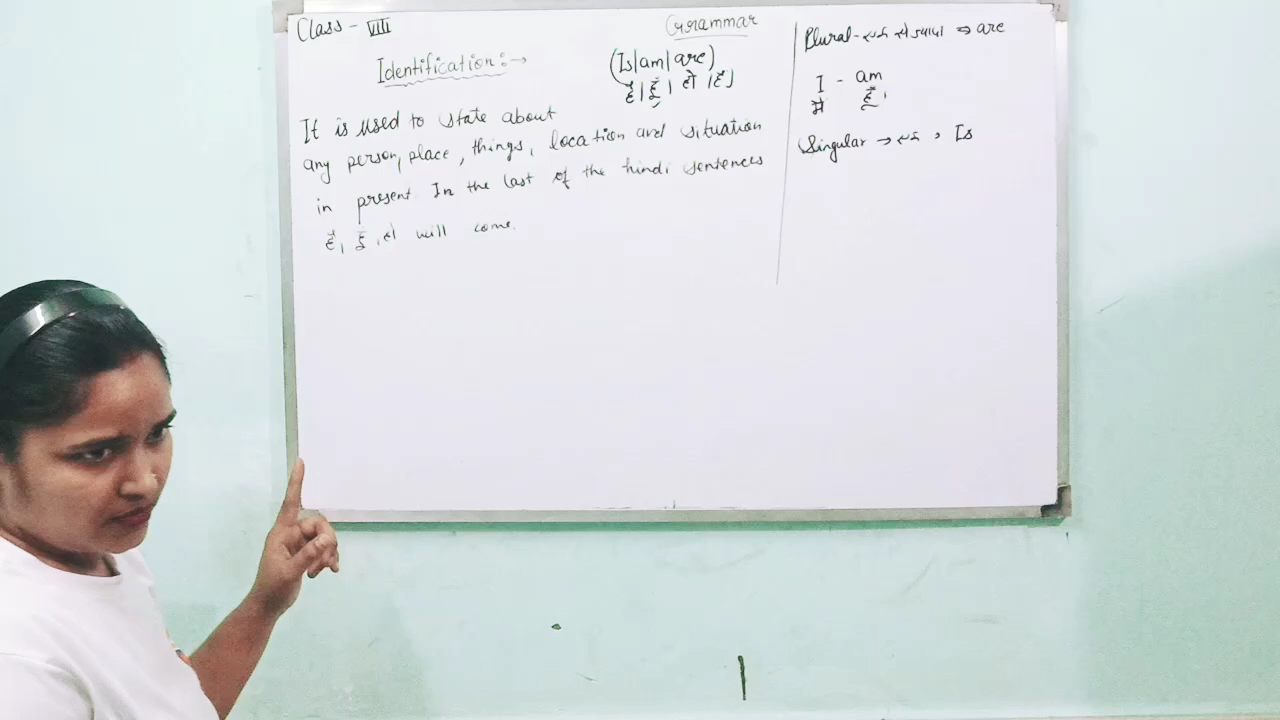 Class - VIII
Grammar
Identification:→
(Is|am|are)
हैं| हूँ| हो |है|
It is used to state about
any person, place, things, location and situation
in present. In the last of the hindi sentences
हैं, हूँ, हो will come.
Plural - एक से ज्यादा ⇒ are
I - am
मैं हूँ,
Singular → एक, Is